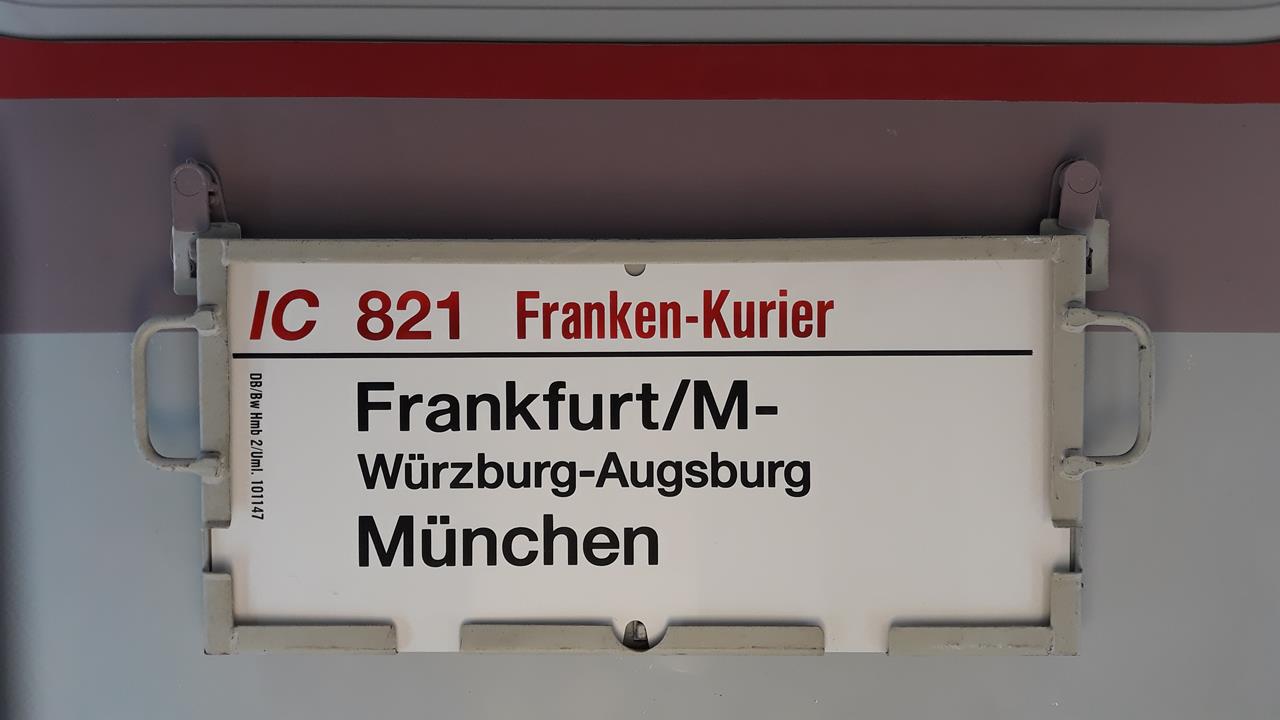 IC 821 Franken-Kurier
Frankfurt/M-
Würzburg-Augsburg
München
DB/Bw Hmb 2/Uml. 101147